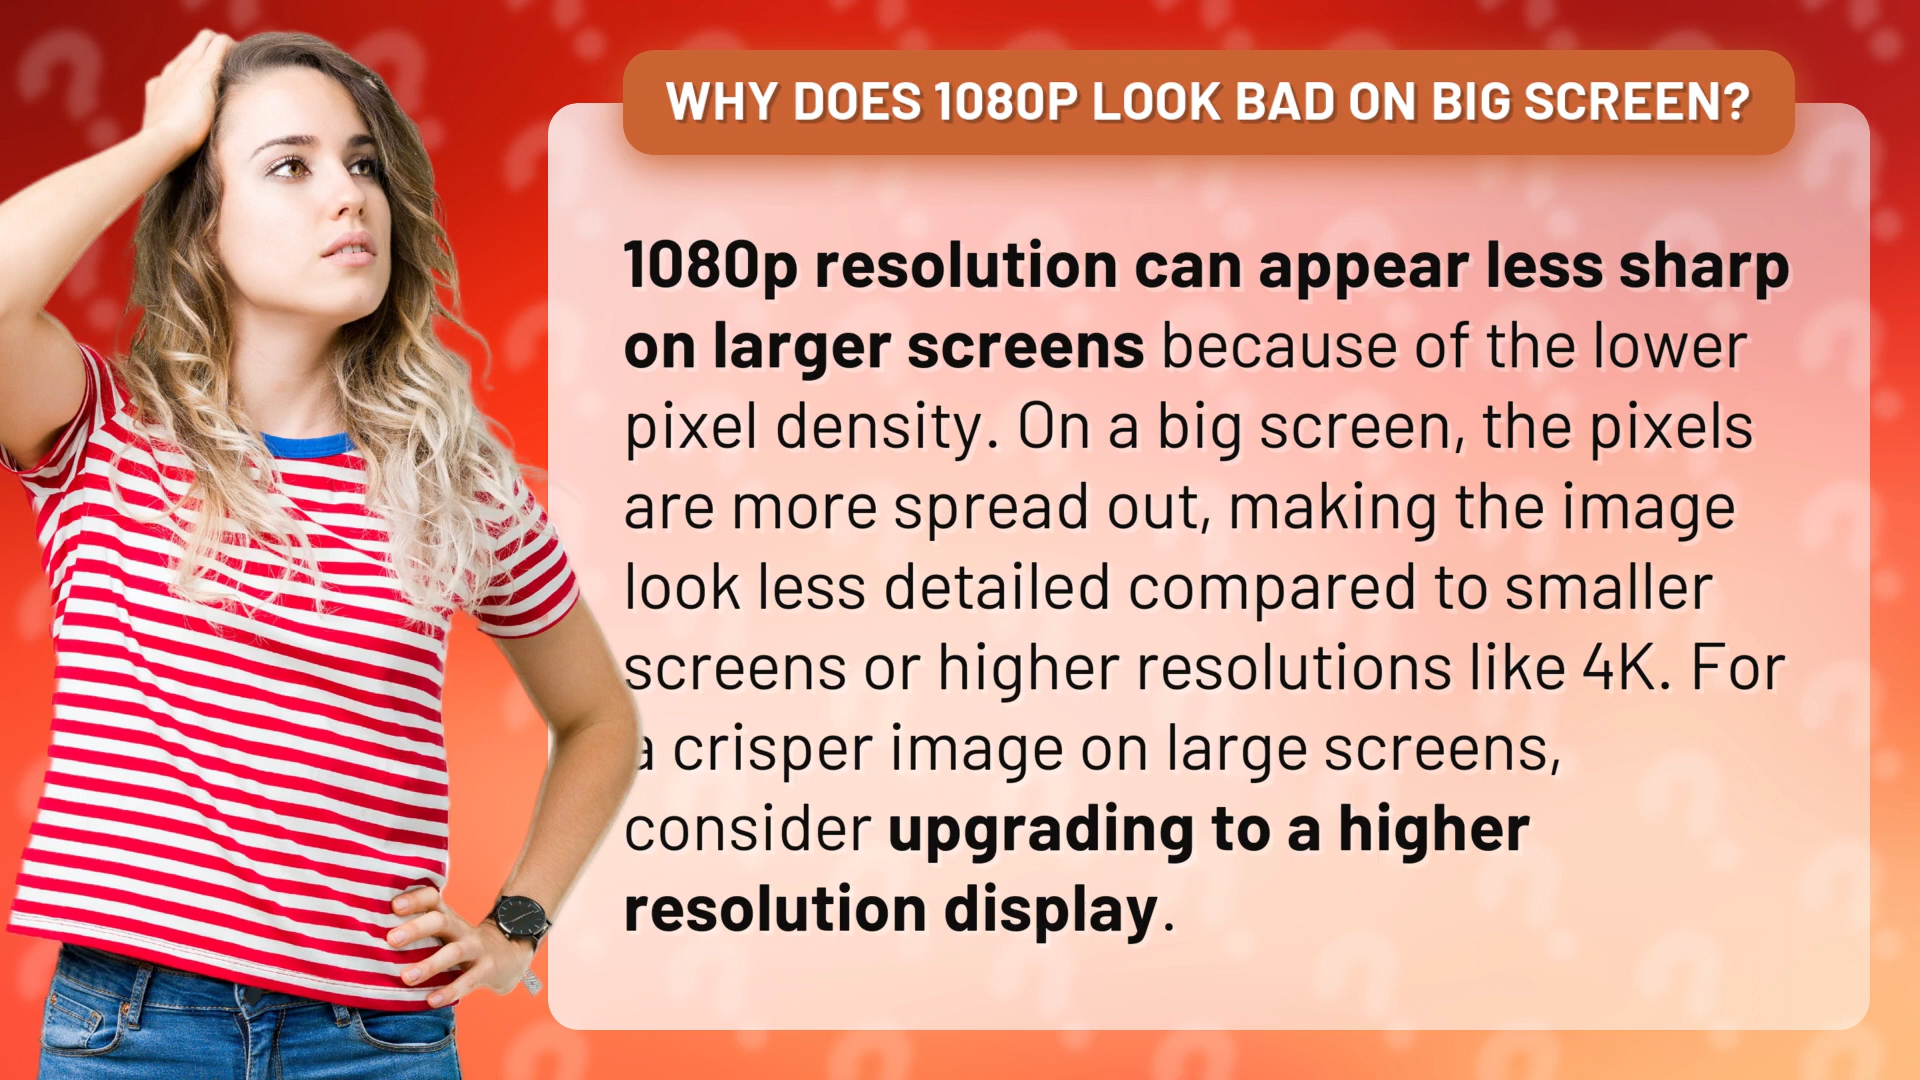 WHY DOES 1080P LOOK BAD ON BIG SCREEN?
1080p resolution can appear less sharp
on larger screens because of the lower
pixel density. On a big screen, the pixels
are more spread out, making the image
look less detailed compared to smaller
screens or higher resolutions like 4K. For
a crisper image on large screens,
consider upgrading to a higher
resolution display.